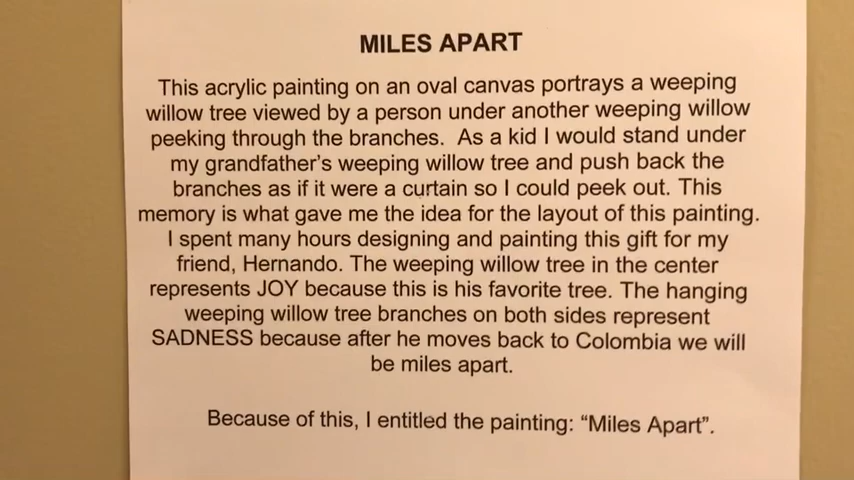 MILES APART
This acrylic painting on an oval canvas portrays a weeping
willow tree viewed by a person under another weeping willow
peeking through the branches.  As a kid I would stand under
my grandfather's weeping willow tree and push back the
branches as if it were a curtain so I could peek out. This
memory is what gave me the idea for the layout of this painting.
I spent many hours designing and painting this gift for my
friend, Hernando. The weeping willow tree in the center
represents JOY because this is his favorite tree. The hanging
weeping willow tree branches on both sides represent
SADNESS because after he moves back to Colombia we will
be miles apart.
Because of this, I entitled the painting: “Miles Apart”.